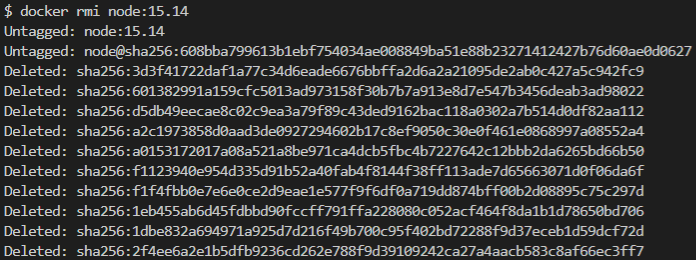 $ docker rmi node:15.14
Untagged: node:15.14
Untagged: node@sha256:608bba799613b1ebf754034ae008849ba51e88b23271412427b76d60ae0d0627
Deleted: sha256:3d3f41722daf1a77c34d6eade6676bbffa2d6a2a21095de2ab0c427a5c942fc9
Deleted: sha256:601382991a159cfc5013ad973158f30b7b7a913e8d7e547b3456deab3ad98022
Deleted: sha256:d5db49eecae8c02c9ea3a79f89c43ded9162bac118a0302a7b514d0df82aa112
Deleted: sha256:a2c1973858d0aad3de0927294602b17c8ef9050c30e0f461e0868997a08552a4
Deleted: sha256:a0153172017a08a521a8be971ca4dcb5fbc4b7227642c12bbb2da6265bd66b50
Deleted: sha256:f1123940e954d335d91b52a40fab4f8144f38ff113ade7d65663071d0f06da6f
Deleted: sha256:f1f4fbb0e7e6e0ce2d9eae1e577f9f6df0a719dd874bff00b2d08895c75c297d
Deleted: sha256:1eb455ab6d45fdbbd90fccff791ffa228080c052acf464f8da1b1d78650bd706
Deleted: sha256:1dbe832a694971a925d7d216f49b700c95f402bd72288f9d37eceb1d59dcf72d
Deleted: sha256:2f4ee6a2e1b5dfb9236cd262e788f9d39109242ca27a4aacb583c8af66ec3ff7